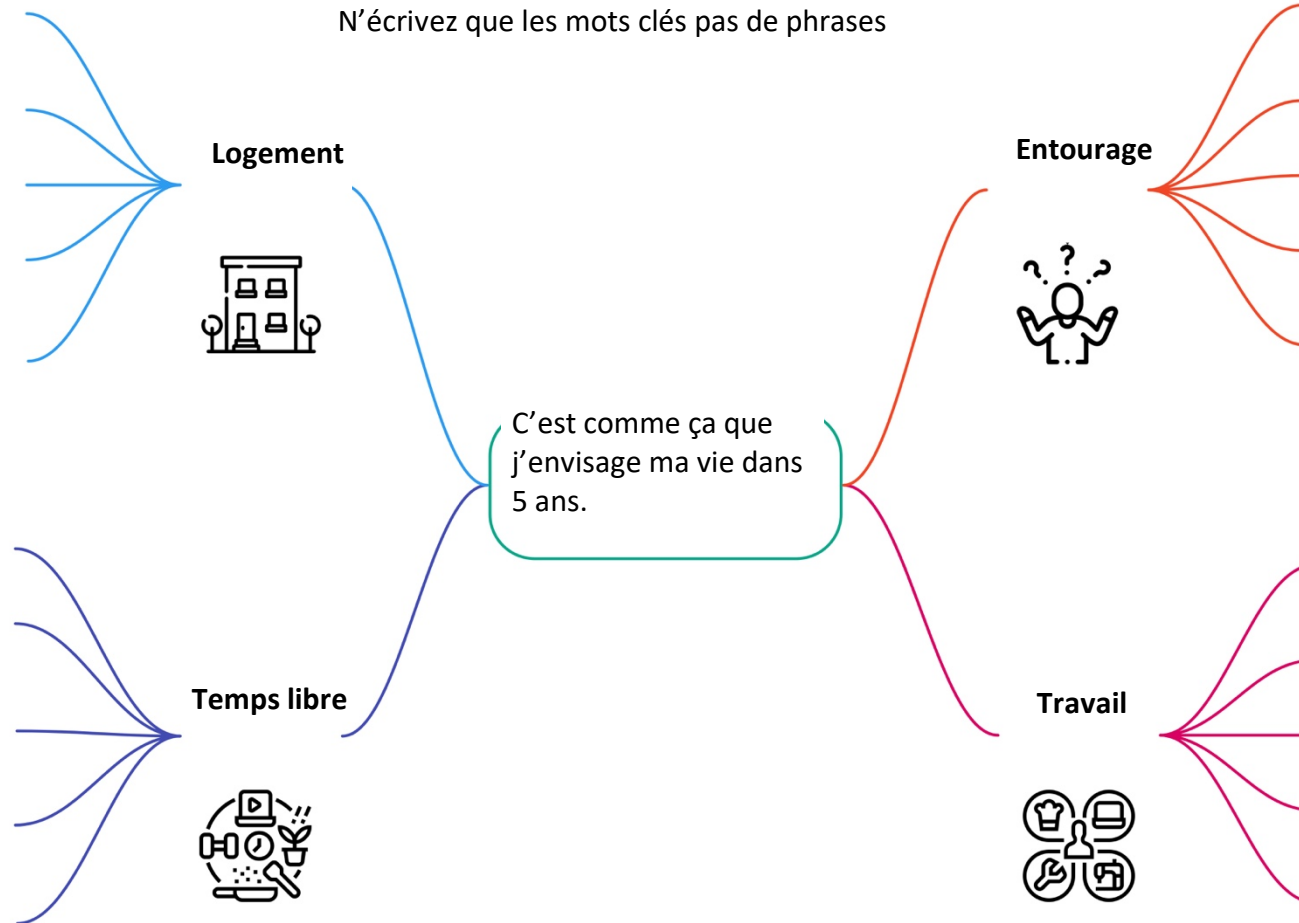 N’écrivez que les mots clés pas de phrases
Logement
Entourage
C’est comme ça que
j’envisage ma vie dans
5 ans.
Temps libre
Travail